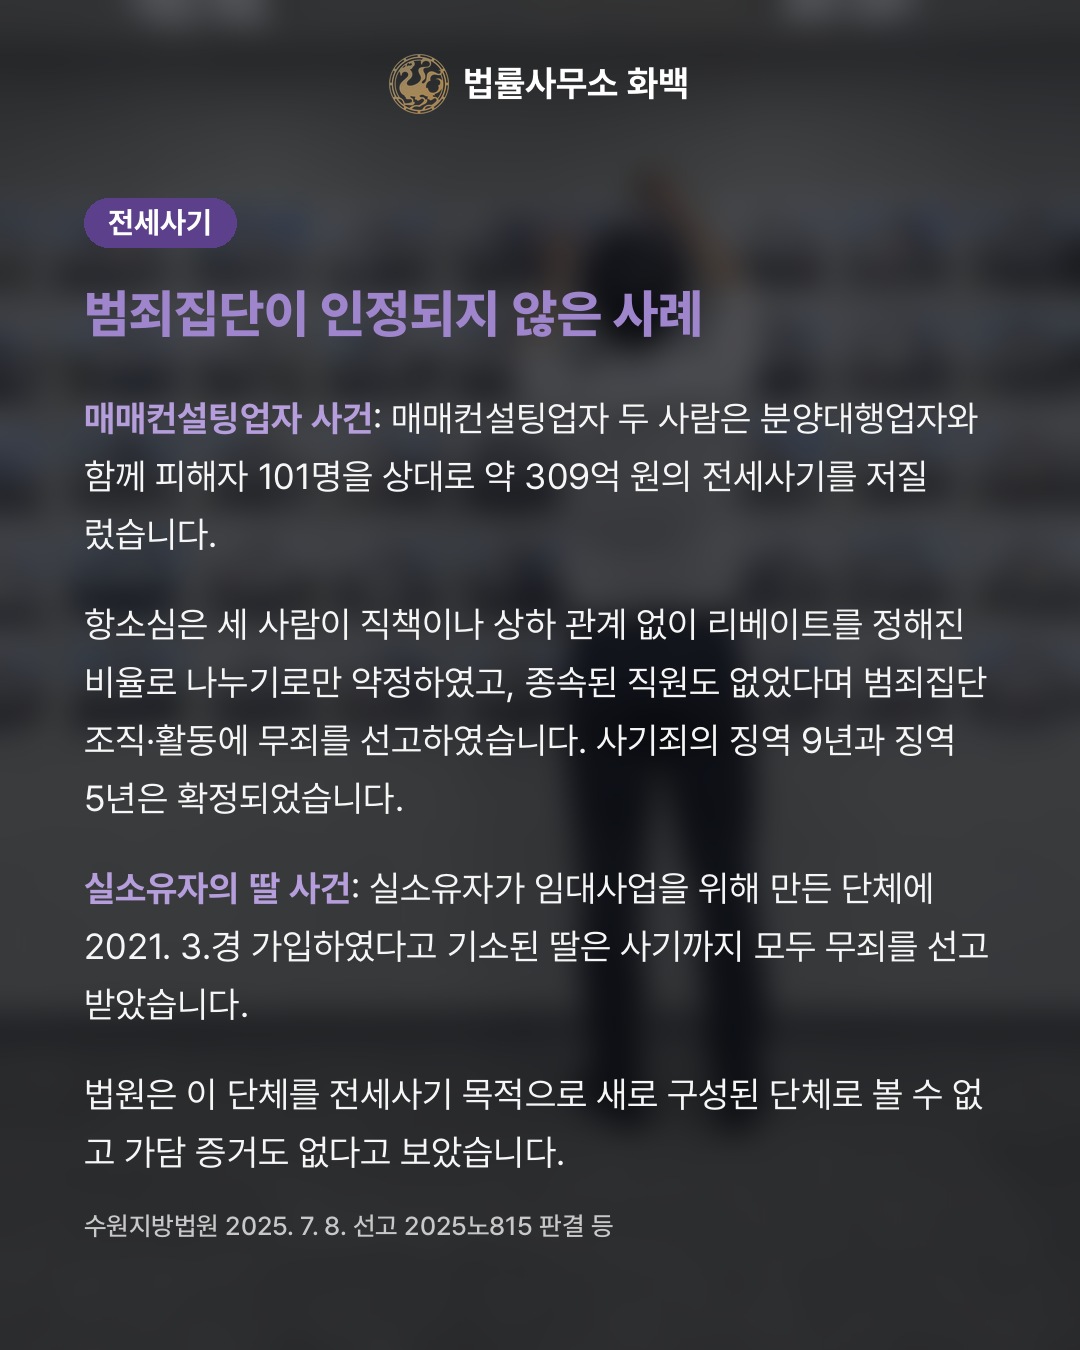 법률사무소 화백
전세사기
범죄집단이 인정되지 않은 사례
매매컨설팅업자 사건: 매매컨설팅업자 두 사람은 분양대행업자와
함께 피해자 101명을 상대로 약 309억 원의 전세사기를 저질
렀습니다.
항소심은 세 사람이 직책이나 상하 관계 없이 리베이트를 정해진
비율로 나누기로만 약정하였고, 종속된 직원도 없었다며 범죄집단
조직·활동에 무죄를 선고하였습니다. 사기죄의 징역 9년과 징역
5년은 확정되었습니다.
실소유자의 딸 사건: 실소유자가 임대사업을 위해 만든 단체에
2021. 3.경 가입하였다고 기소된 딸은 사기까지 모두 무죄를 선고
받았습니다.
법원은 이 단체를 전세사기 목적으로 새로 구성된 단체로 볼 수 없
고 가담 증거도 없다고 보았습니다.
수원지방법원 2025. 7. 8. 선고 2025노815 판결 등